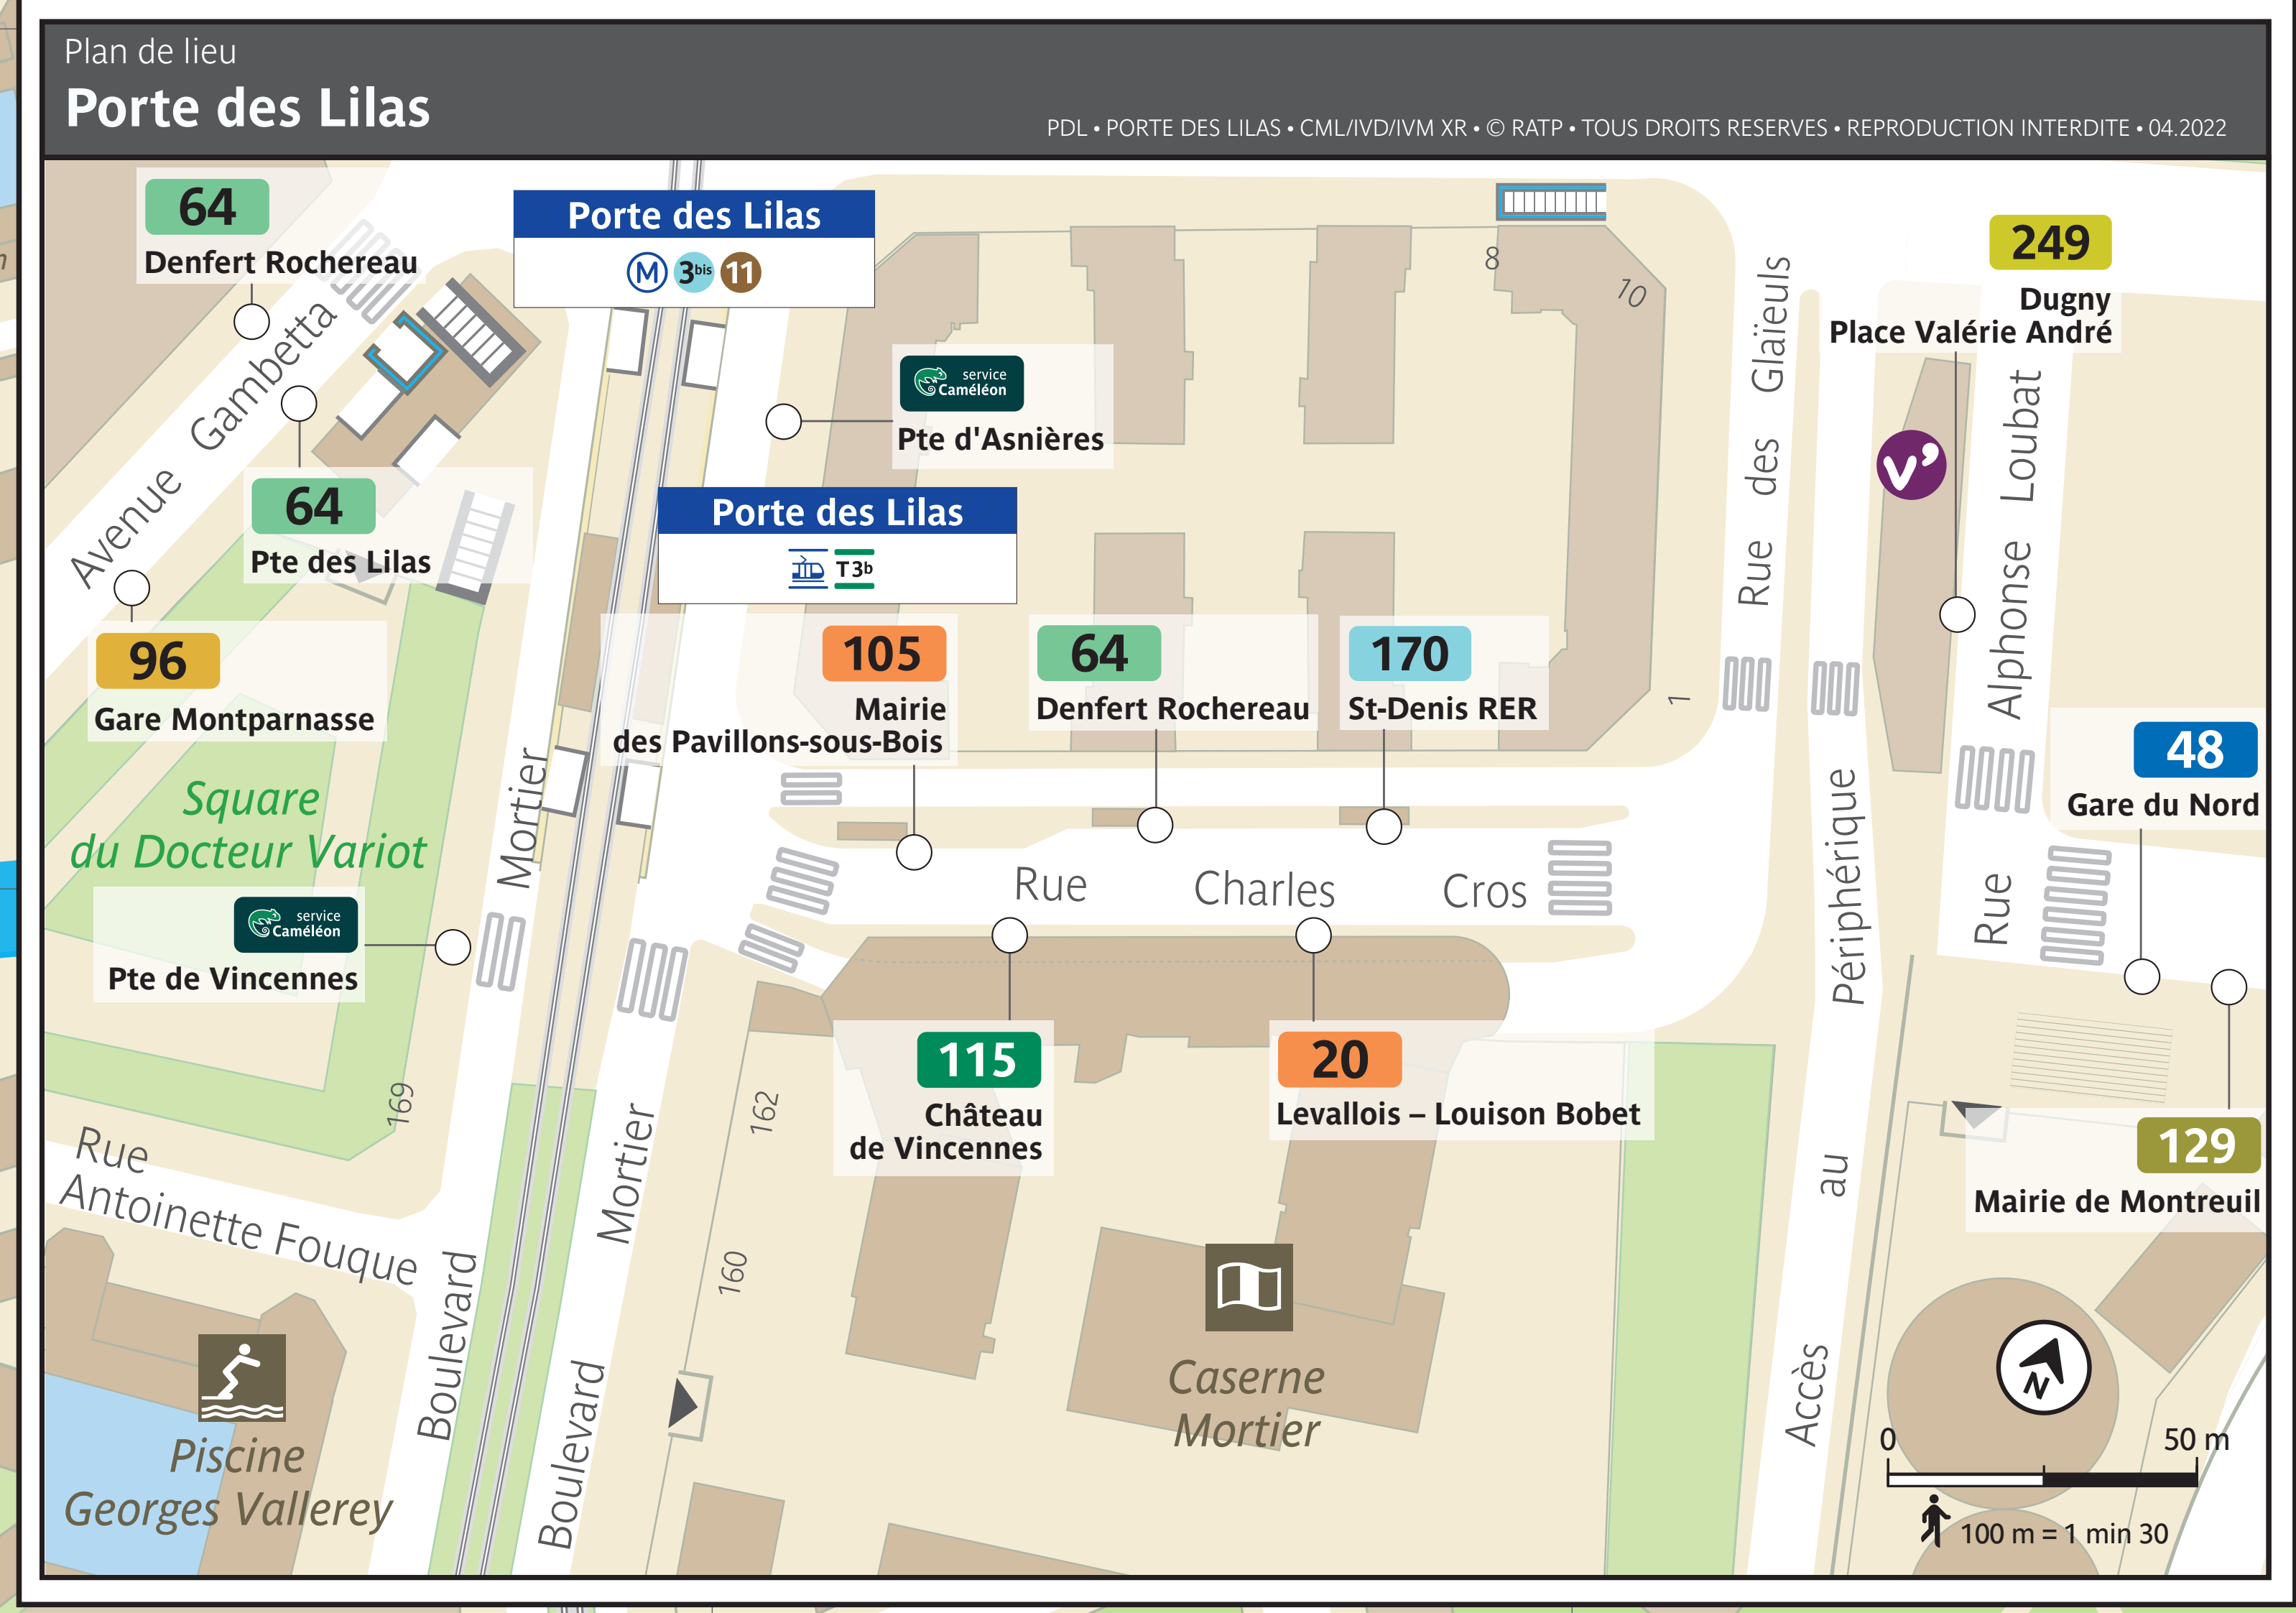 Plan de lieu
Porte des Lilas
PDL • PORTE DES LILAS • CML/IVD/IVM XR • © RATP • TOUS DROITS RESERVES • REPRODUCTION INTERDITE • 04.2022
64
Denfert Rochereau
Porte des Lilas
M 3bis 11
8
10
249
Dugny
Place Valérie André
Avenue Gambetta
service
Caméléon
Pte d'Asnières
Rue des Glaïeuls
V'
64
Pte des Lilas
Porte des Lilas
T3b
96
Gare Montparnasse
105
Mairie
des Pavillons-sous-Bois
64
Denfert Rochereau
170
St-Denis RER
1
Rue Alphonse Loubat
48
Gare du Nord
Square
du Docteur Variot
Boulevard Mortier
Rue Charles Cros
Accès au Périphérique
service
Caméléon
Pte de Vincennes
115
Château
de Vincennes
20
Levallois – Louison Bobet
169
162
160
129
Mairie de Montreuil
Rue
Antoinette Fouque
Boulevard Mortier
Caserne
Mortier
Piscine
Georges Vallerey
N
0
50 m
100 m = 1 min 30